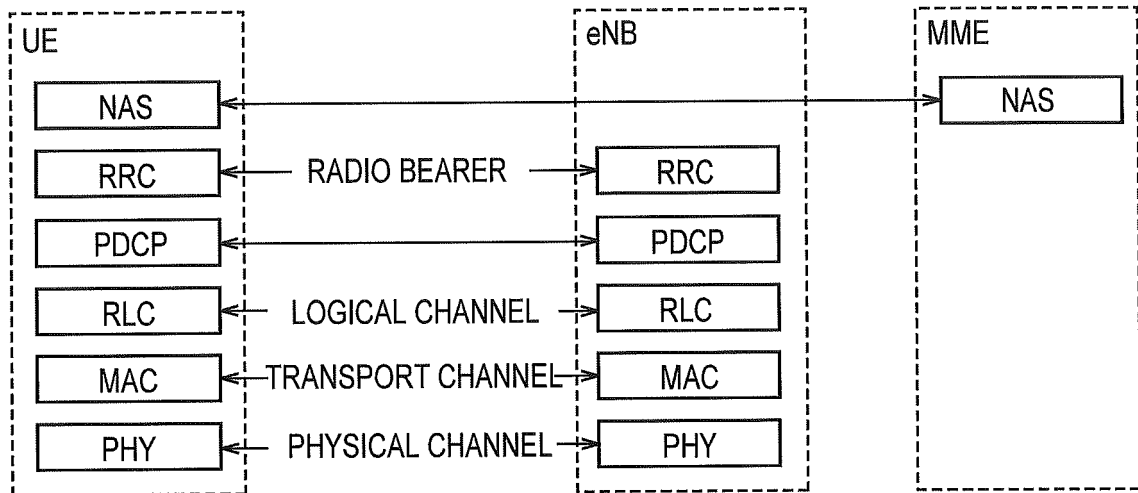 UE
eNB
MME
NAS
NAS
RRC
RADIO BEARER
RRC
PDCP
PDCP
RLC
LOGICAL CHANNEL
RLC
MAC
TRANSPORT CHANNEL
MAC
PHY
PHYSICAL CHANNEL
PHY